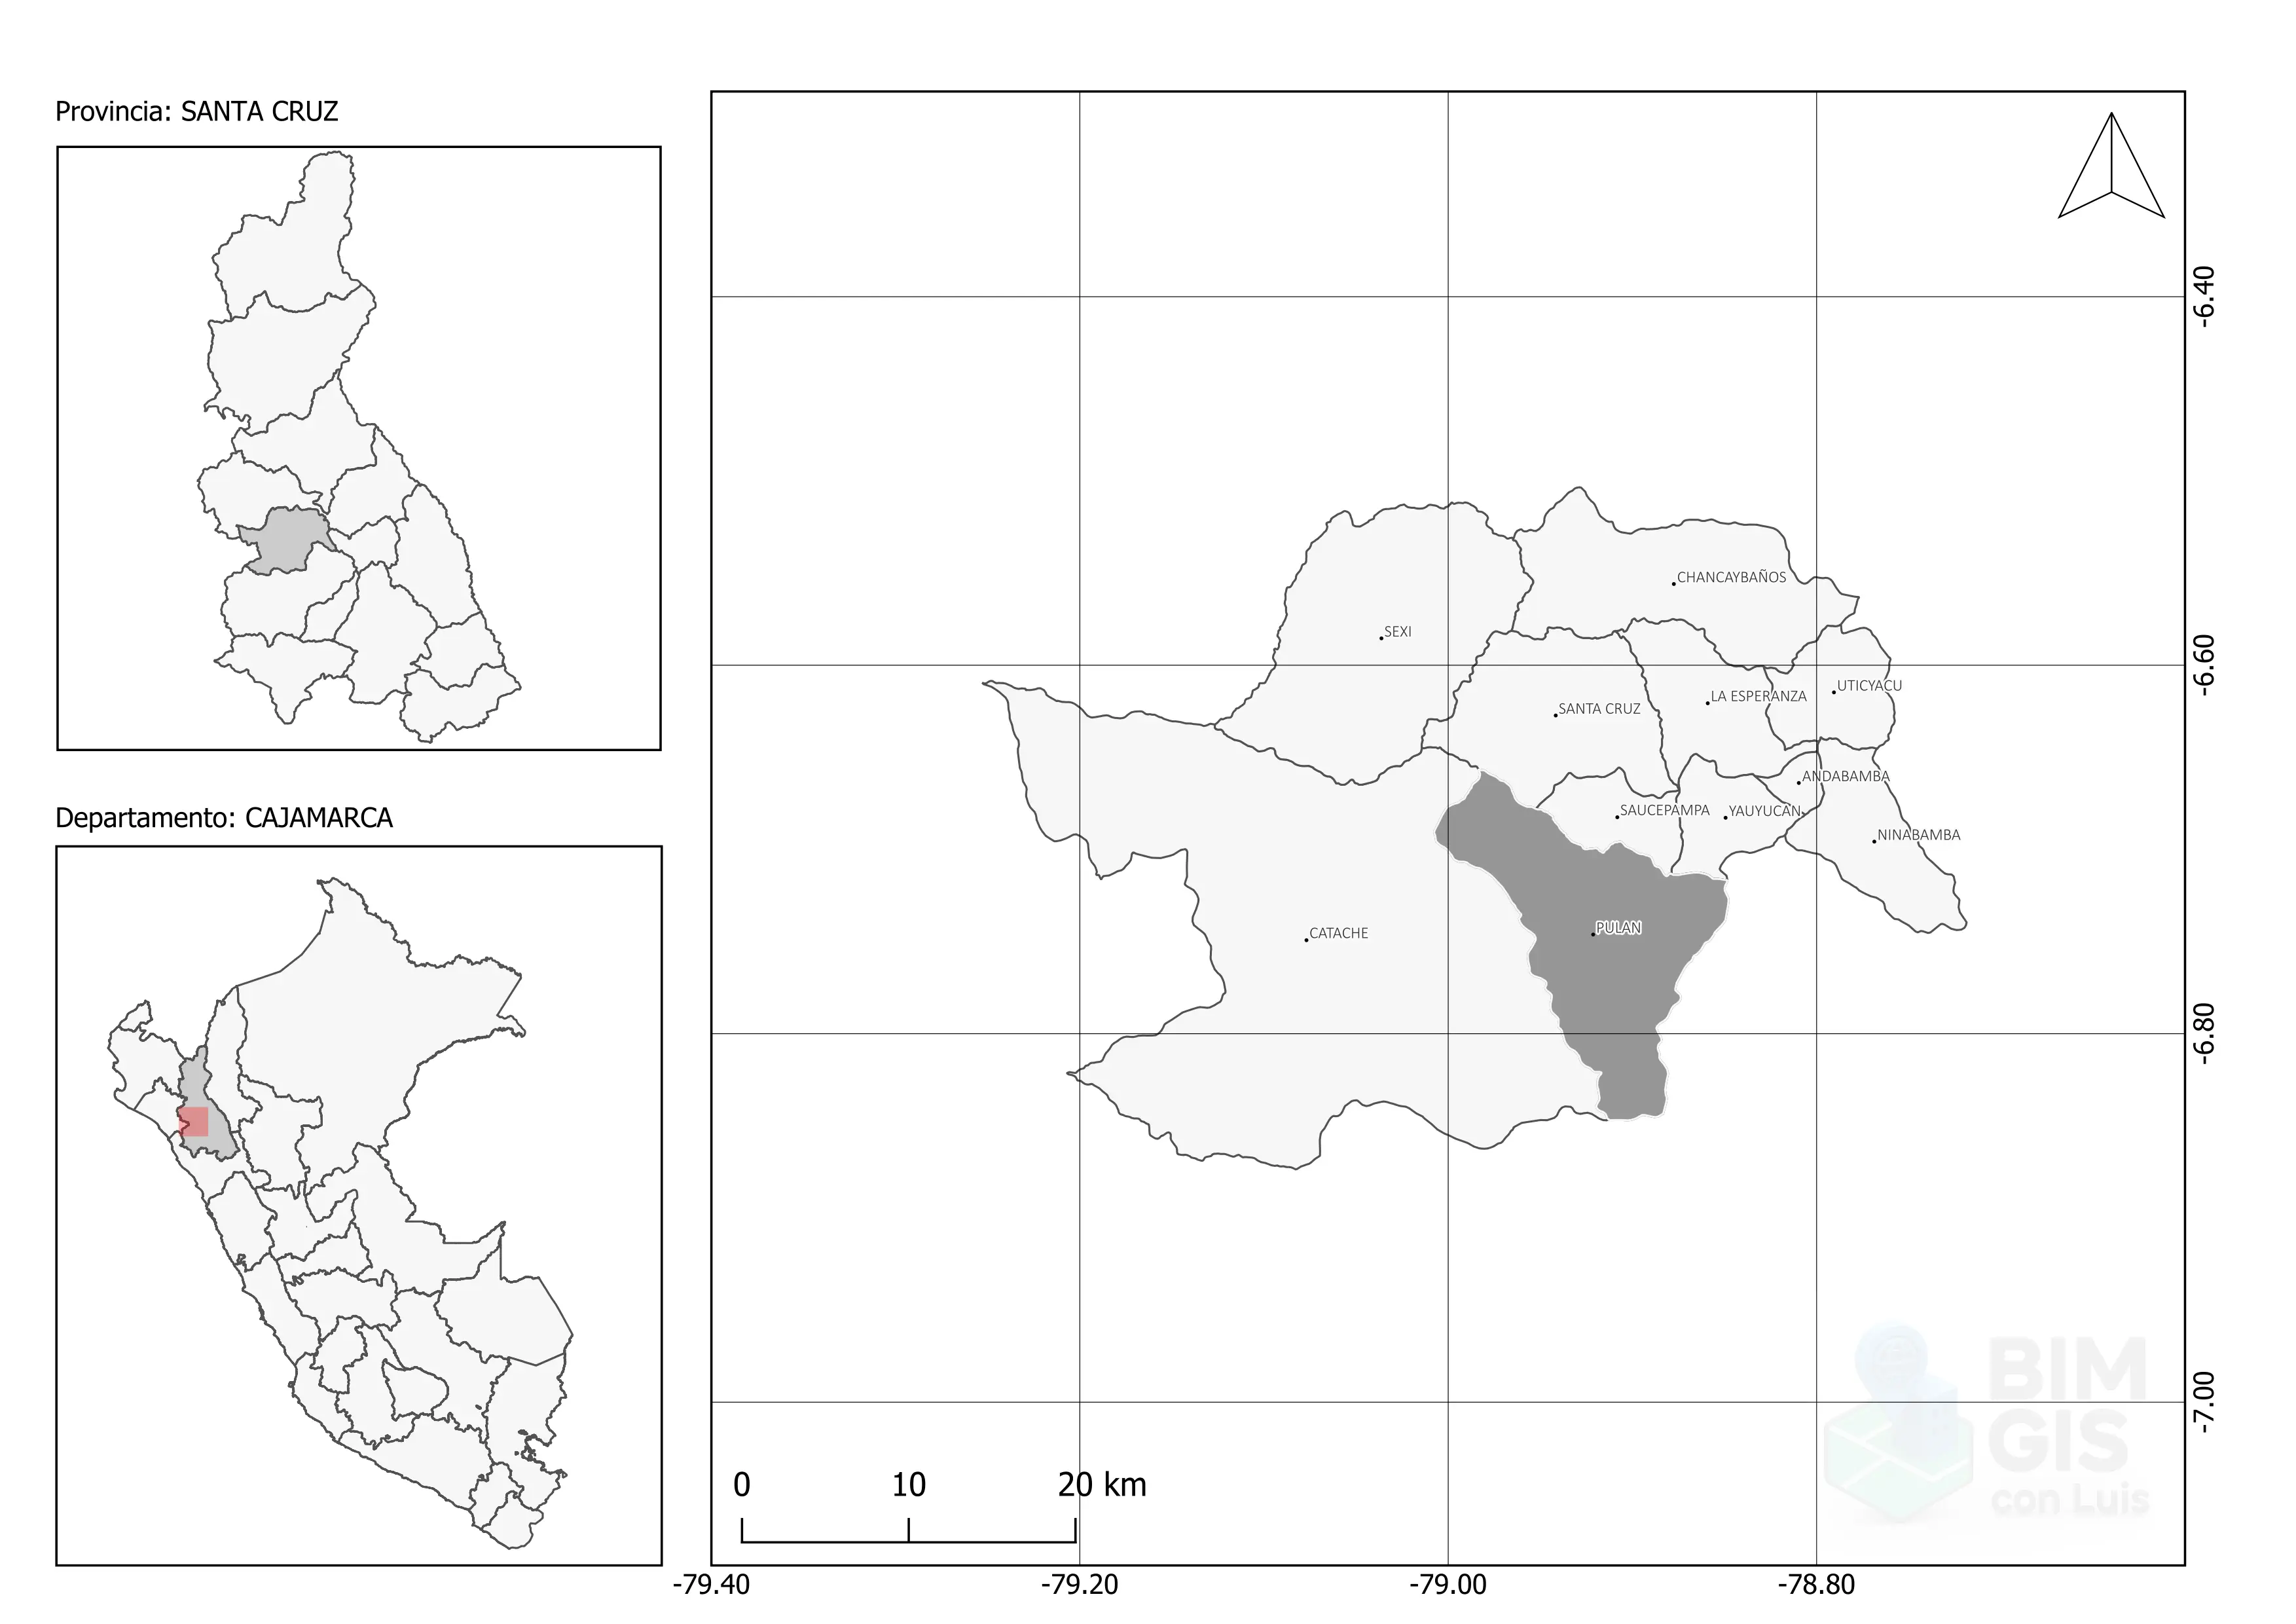 Provincia: SANTA CRUZ
Departamento: CAJAMARCA
CHANCAYBAÑOS
SEXI
UTICYACU
LA ESPERANZA
SANTA CRUZ
ANDABAMBA
SAUCEPAMPA
YAUYUCAN
NINABAMBA
PULAN
CATACHE
-6.40
-6.60
-6.80
-7.00
0 10 20 km
-79.40 -79.20 -79.00 -78.80
BIM
GIS
con Luis